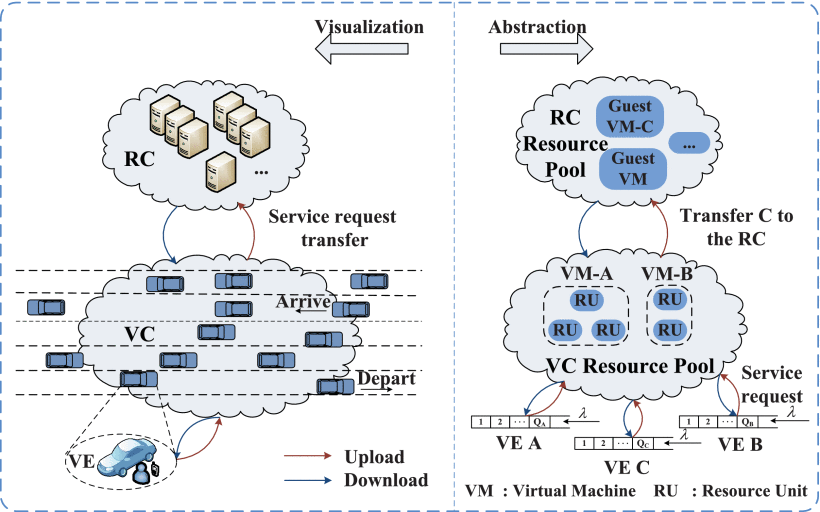 Visualization
RC
...
Service request
transfer
Arrive
VC
Depart
VE
Upload
Download
Abstraction
RC
Resource
Pool
Guest
VM-C
...
Guest
VM
Transfer C to
the RC
VM-A
VM-B
RU
RU
RU
RU
RU
VC Resource Pool
Service
request
1 2 ··· QA λ
VE A
1 2 ··· QC λ
VE C
1 2 ··· QB λ
VE B
VM : Virtual Machine RU : Resource Unit